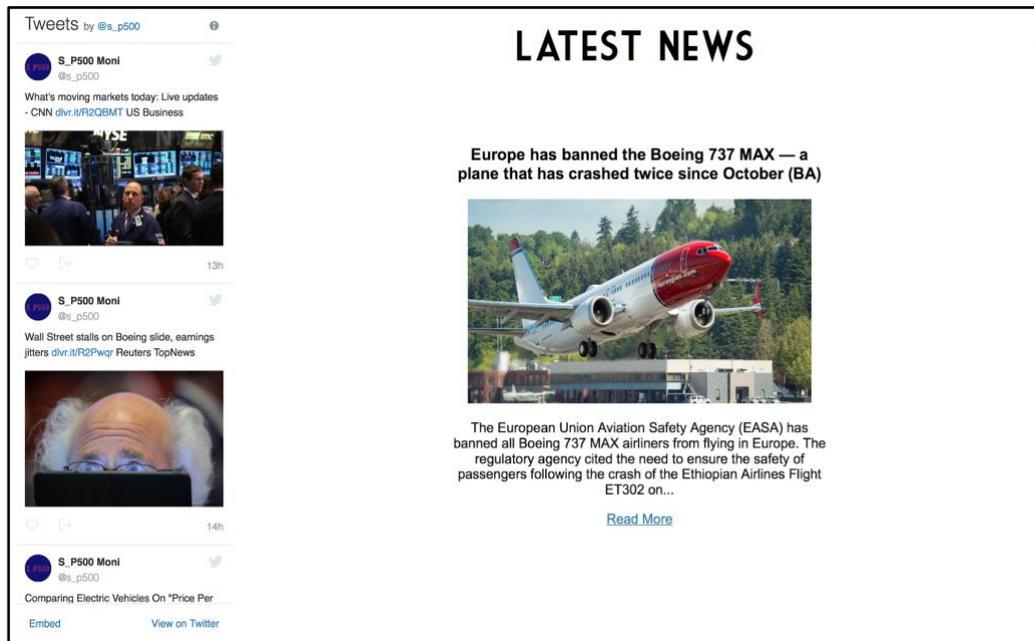 Tweets by @s_p500
S_P500 Moni
@s_p500
What's moving markets today: Live updates
- CNN dlvr.it/R2QBMT US Business
NYSE
13h
S_P500 Moni
@s_p500
Wall Street stalls on Boeing slide, earnings
jitters dlvr.it/R2Pwqr Reuters TopNews
14h
S_P500 Moni
@s_p500
Comparing Electric Vehicles On "Price Per
Embed View on Twitter
LATEST NEWS
Europe has banned the Boeing 737 MAX — a
plane that has crashed twice since October (BA)
norwegian.com
The European Union Aviation Safety Agency (EASA) has
banned all Boeing 737 MAX airliners from flying in Europe. The
regulatory agency cited the need to ensure the safety of
passengers following the crash of the Ethiopian Airlines Flight
ET302 on...
Read More